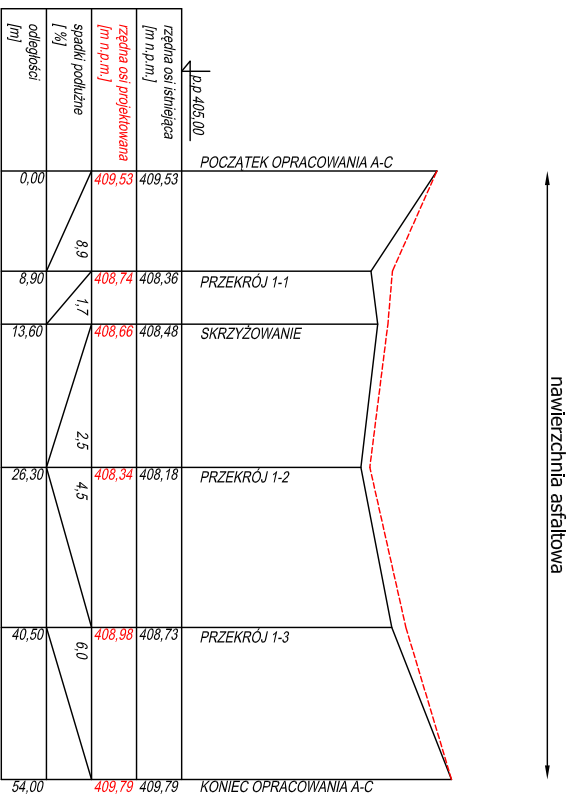 nawierzchnia asfaltowa
p.p 405,00
rzędna osi istniejąca
[m n.p.m.]
rzędna osi projektowana
[m n.p.m.]
spadki podłużne
[ %]
odległości
[m]
POCZĄTEK OPRACOWANIA A-C
0,00 409,53 409,53
8,9
PRZEKRÓJ 1-1
8,90 408,74 408,36
1,7
SKRZYŻOWANIE
13,60 408,66 408,48
2,5
PRZEKRÓJ 1-2
26,30 408,34 408,18
4,5
PRZEKRÓJ 1-3
40,50 408,98 408,73
6,0
KONIEC OPRACOWANIA A-C
54,00 409,79 409,79